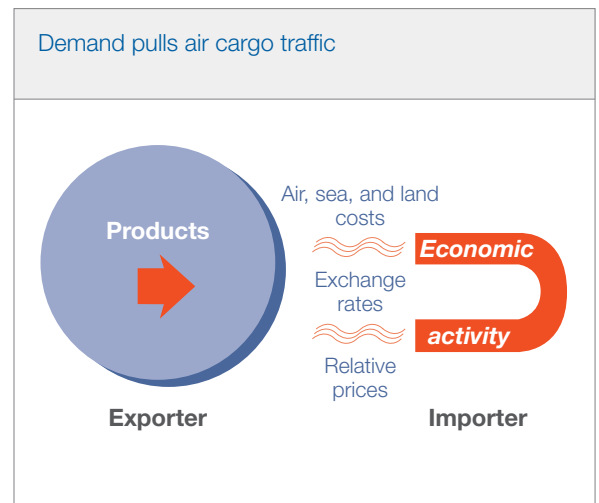 Demand pulls air cargo traffic
Products
Air, sea, and land
costs
Economic
Exchange
rates
activity
Relative
prices
Exporter
Importer